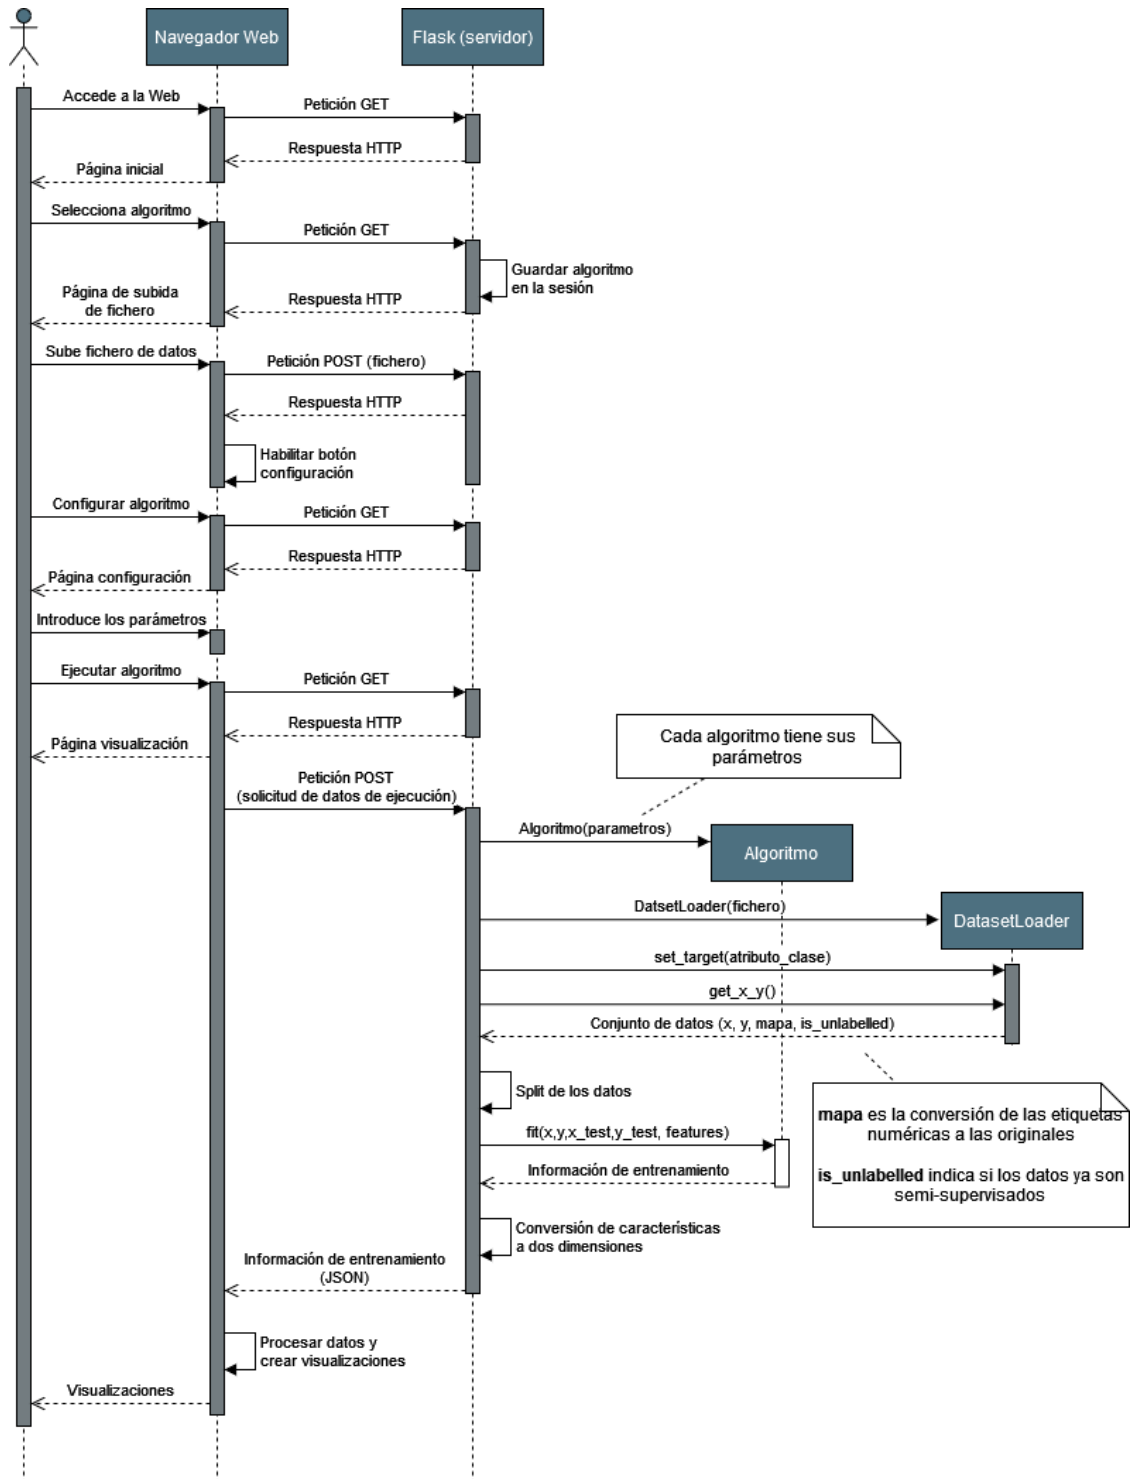 Navegador Web
Flask (servidor)
Accede a la Web
Petición GET
Respuesta HTTP
Página inicial
Selecciona algoritmo
Petición GET
Guardar algoritmo
en la sesión
Página de subida
de fichero
Respuesta HTTP
Sube fichero de datos
Petición POST (fichero)
Respuesta HTTP
Habilitar botón
configuración
Configurar algoritmo
Petición GET
Respuesta HTTP
Página configuración
Introduce los parámetros
Ejecutar algoritmo
Petición GET
Respuesta HTTP
Página visualización
Cada algoritmo tiene sus
parámetros
Petición POST
(solicitud de datos de ejecución)
Algoritmo(parametros)
Algoritmo
DatsetLoader(fichero)
DatasetLoader
set_target(atributo_clase)
get_x_y()
Conjunto de datos (x, y, mapa, is_unlabelled)
Split de los datos
mapa es la conversión de las etiquetas
numéricas a las originales
is_unlabelled indica si los datos ya son
semi-supervisados
fit(x,y,x_test,y_test, features)
Información de entrenamiento
Conversión de características
a dos dimensiones
Información de entrenamiento
(JSON)
Procesar datos y
crear visualizaciones
Visualizaciones